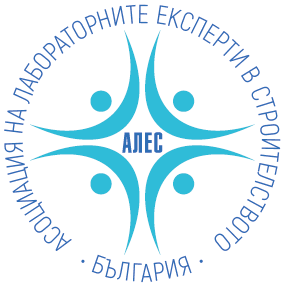 АСОЦИАЦИЯ НА ЛАБОРАТОРНИТЕ ЕКСПЕРТИ В СТРОИТЕЛСТВОТО
АЛЕС
· БЪЛГАРИЯ ·